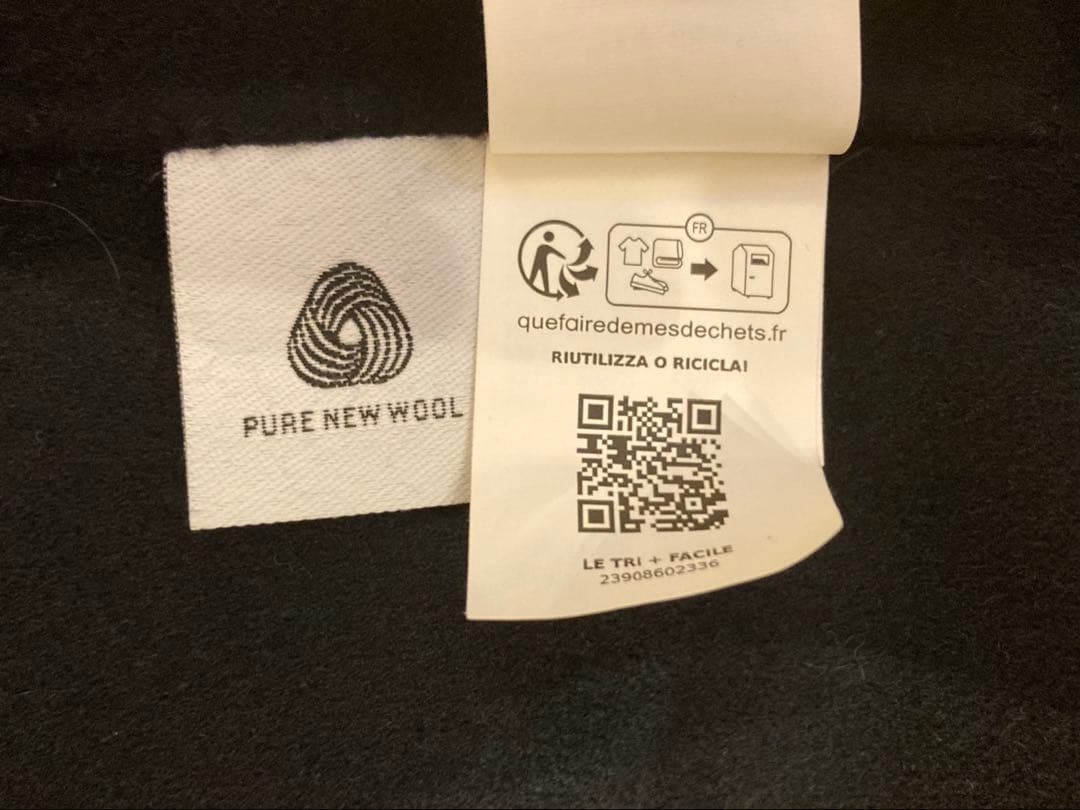 PURE NEW WOOL
FR
quefairedemesdechets.fr
RIUTILIZZA O RICICLA!
LE TRI + FACILE
23908602336